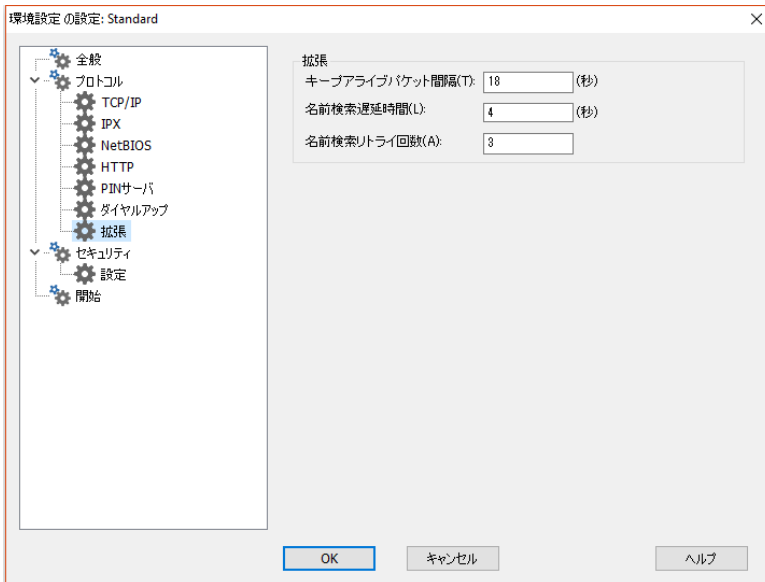 環境設定 の設定: Standard
全般
プロトコル
TCP/IP
IPX
NetBIOS
HTTP
PINサーバ
ダイヤルアップ
拡張
セキュリティ
設定
開始
拡張
キープアライブパケット間隔(T): 18 (秒)
名前検索遅延時間(L): 4 (秒)
名前検索リトライ回数(A): 3
OK キャンセル ヘルプ